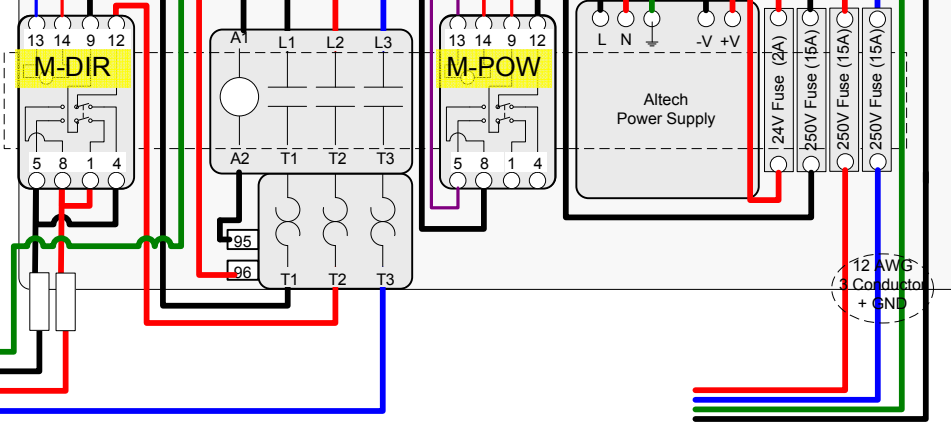 13 14 9 12
M-DIR
5 8 1 4
A1 L1 L2 L3
A2 T1 T2 T3
95
96
T1 T2 T3
13 14 9 12
M-POW
5 8 1 4
L N -V +V
Altech
Power Supply
24V Fuse (2A)
250V Fuse (15A)
250V Fuse (15A)
250V Fuse (15A)
12 AWG
3 Conductor
+ GND